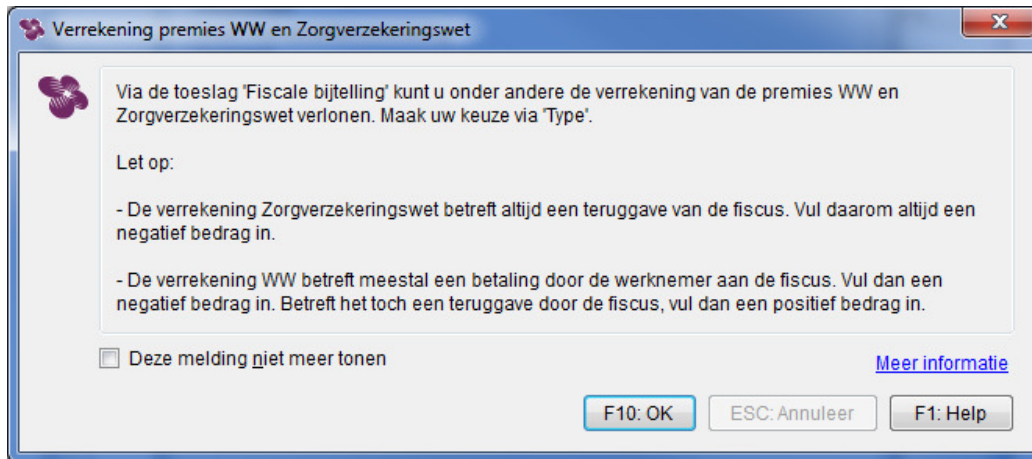 Verrekening premies WW en Zorgverzekeringswet
Via de toeslag 'Fiscale bijtelling' kunt u onder andere de verrekening van de premies WW en
Zorgverzekeringswet verlonen. Maak uw keuze via 'Type'.
Let op:
- De verrekening Zorgverzekeringswet betreft altijd een teruggave van de fiscus. Vul daarom altijd een
negatief bedrag in.
- De verrekening WW betreft meestal een betaling door de werknemer aan de fiscus. Vul dan een
negatief bedrag in. Betreft het toch een teruggave door de fiscus, vul dan een positief bedrag in.
Deze melding niet meer tonen
Meer informatie
F10: OK
ESC: Annuleer
F1: Help